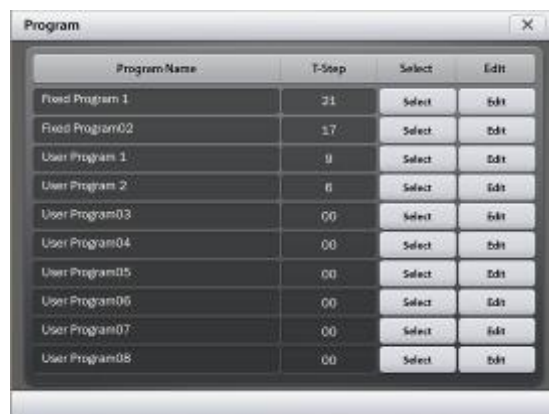 Program
Program Name T-Step Select Edit
Fixed Program 1 21 Select Edit
Fixed Program02 17 Select Edit
User Program 1 9 Select Edit
User Program 2 6 Select Edit
User Program03 00 Select Edit
User Program04 00 Select Edit
User Program05 00 Select Edit
User Program06 00 Select Edit
User Program07 00 Select Edit
User Program08 00 Select Edit